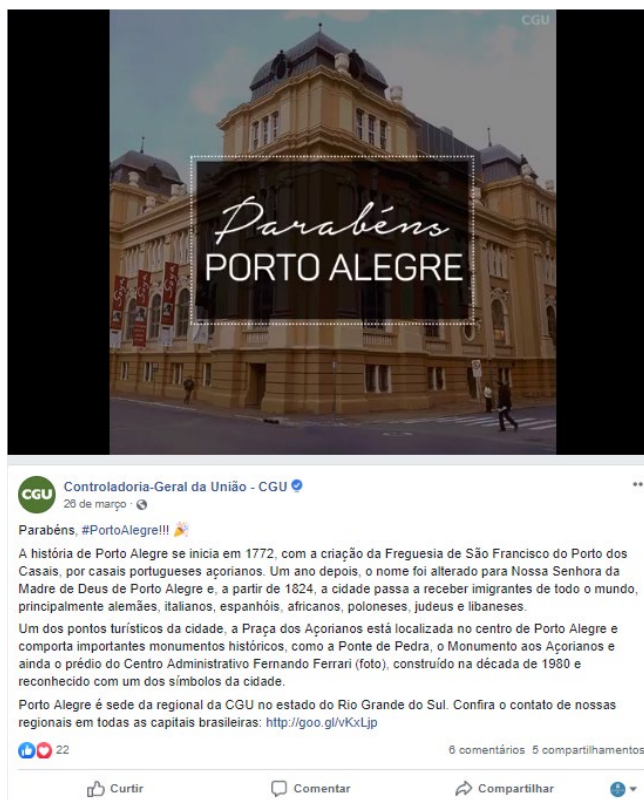 CGU
Parabéns
PORTO ALEGRE
CGU
Controladoria-Geral da União - CGU
26 de março ·
Parabéns, #PortoAlegre!!! 🎉
A história de Porto Alegre se inicia em 1772, com a criação da Freguesia de São Francisco do Porto dos
Casais, por casais portugueses açorianos. Um ano depois, o nome foi alterado para Nossa Senhora da
Madre de Deus de Porto Alegre e, a partir de 1824, a cidade passa a receber imigrantes de todo o mundo,
principalmente alemães, italianos, espanhóis, africanos, poloneses, judeus e libaneses.
Um dos pontos turísticos da cidade, a Praça dos Açorianos está localizada no centro de Porto Alegre e
comporta importantes monumentos históricos, como a Ponte de Pedra, o Monumento aos Açorianos e
ainda o prédio do Centro Administrativo Fernando Ferrari (foto), construído na década de 1980 e
reconhecido com um dos símbolos da cidade.
Porto Alegre é sede da regional da CGU no estado do Rio Grande do Sul. Confira o contato de nossas
regionais em todas as capitais brasileiras: http://goo.gl/vKxLjp
22
6 comentários 5 compartilhamentos
Curtir Comentar Compartilhar